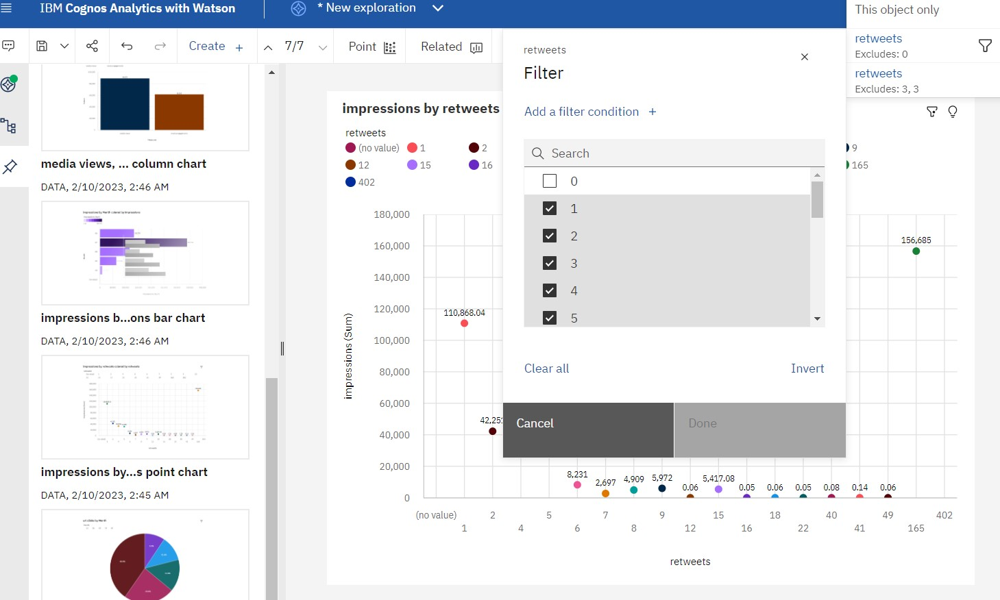 IBM Cognos Analytics with Watson
* New exploration
This object only
retweets
Excludes: 0
retweets
Excludes: 3, 3
Create +
7/7
Point
Related
media views, ... column chart
DATA, 2/10/2023, 2:46 AM
impressions b...ons bar chart
DATA, 2/10/2023, 2:46 AM
impressions by...s point chart
DATA, 2/10/2023, 2:45 AM
impressions by retweets
retweets
(no value) 1 2 9
12 15 16 165
402
retweets
Filter
Add a filter condition +
Search
0
1
2
3
4
5
Clear all Invert
Cancel Done
impressions (Sum)
180,000
160,000
140,000
120,000
100,000
80,000
60,000
40,000
20,000
0
156,685
110,868.04
42,251
8,231 2,697 4,909 5,972 0.06 5,417.08 0.05 0.06 0.05 0.08 0.14 0.06
(no value) 2 5 7 9 15 18 40 49 402
1 4 6 8 12 16 22 41 165
retweets